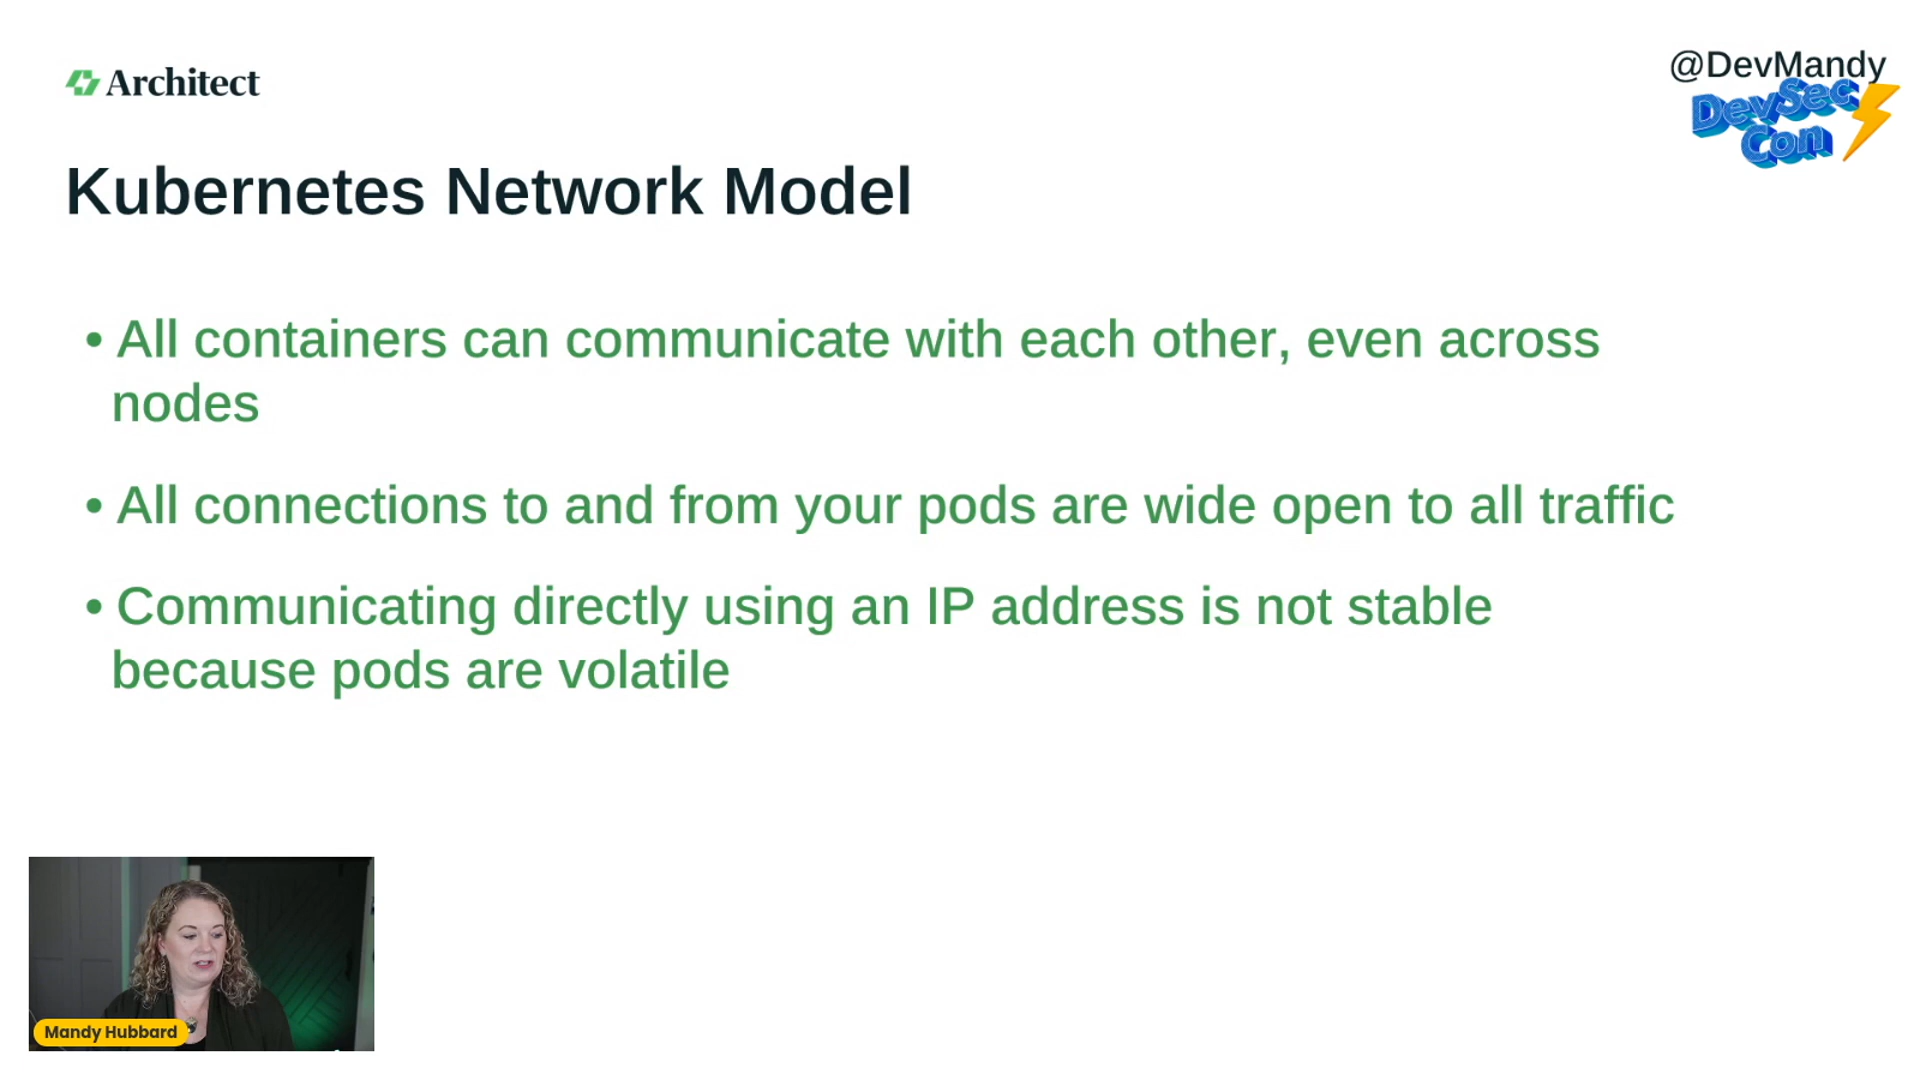 Architect
@DevMandy
DevSec
Con
Kubernetes Network Model
• All containers can communicate with each other, even across
nodes
• All connections to and from your pods are wide open to all traffic
• Communicating directly using an IP address is not stable
because pods are volatile
Mandy Hubbard